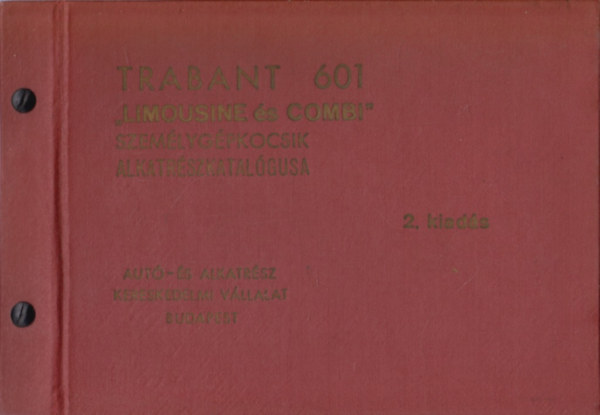 TRABANT 601
„LIMOUSINE és COMBI"
SZEMÉLYGÉPKOCSIK
ALKATRÉSZKATALÓGUSA
2. kiadás
AUTÓ- ÉS ALKATRÉSZ
KERESKEDELMI VÁLLALAT
BUDAPEST